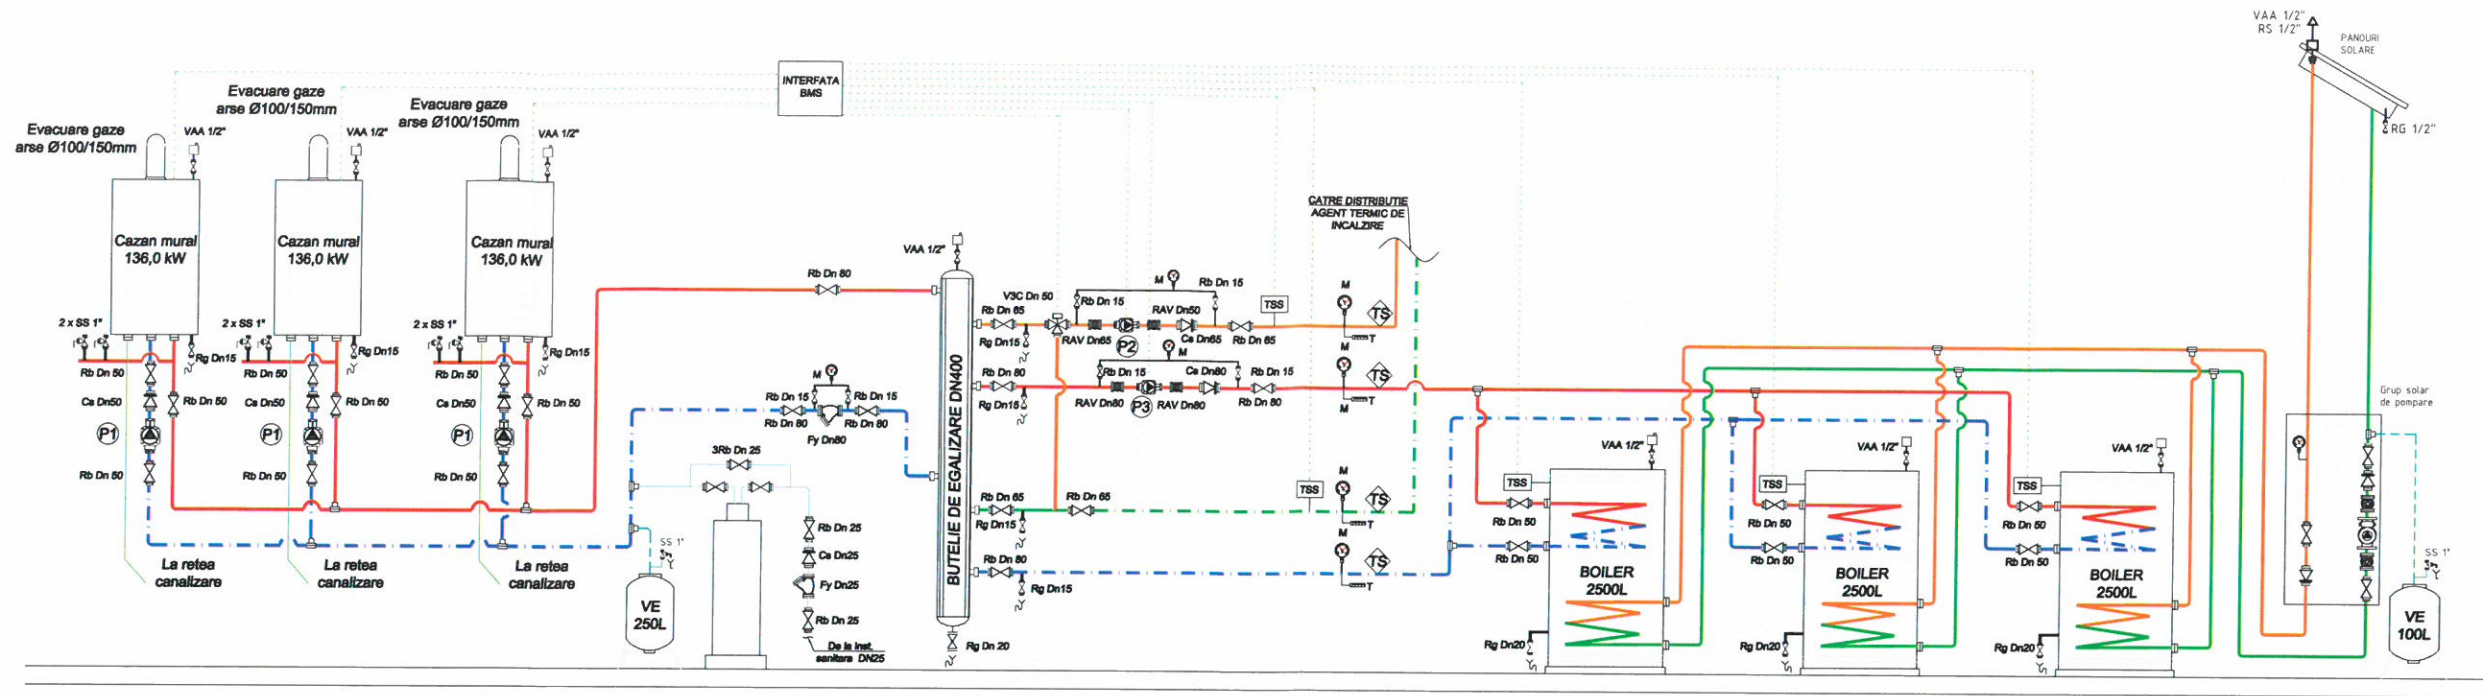 VAA 1/2"
RS 1/2"
PANOURI
SOLARE
RG 1/2"
INTERFATA
BMS
Evacuare gaze
arse Ø100/150mm
VAA 1/2"
Evacuare gaze
arse Ø100/150mm
VAA 1/2"
Evacuare gaze
arse Ø100/150mm
VAA 1/2"
Cazan mural
136,0 kW
Cazan mural
136,0 kW
Cazan mural
136,0 kW
2 x SS 1"
Rg Dn15
Rb Dn 50
Cs Dn50
Rb Dn 50
P1
Rb Dn 50
La retea
canalizare
2 x SS 1"
Rg Dn15
Rb Dn 50
Cs Dn50
Rb Dn 50
P1
Rb Dn 50
La retea
canalizare
2 x SS 1"
Rg Dn15
Rb Dn 50
Cs Dn50
Rb Dn 50
P1
Rb Dn 50
La retea
canalizare
Rb Dn 80
M
Rb Dn 15
Rb Dn 15
Rb Dn 80
Rb Dn 80
Fy Dn80
3Rb Dn 25
Rb Dn 25
Cs Dn25
Fy Dn25
Rb Dn 25
De la inst.
sanitara DN25
SS 1"
VE
250L
VAA 1/2"
BUTELIE DE EGALIZARE DN400
Rg Dn 20
CATRE DISTRIBUTIE
AGENT TERMIC DE
INCALZIRE
V3C Dn 50
Rb Dn 65
Rg Dn15
M
Rb Dn 15
Rb Dn 15
RAV Dn65
P2
RAV Dn50
Cs Dn65
Rb Dn 65
TSS
M
TS
T
Rb Dn 80
Rg Dn15
M
Rb Dn 15
Rb Dn 15
RAV Dn80
P3
RAV Dn80
Cs Dn80
Rb Dn 80
M
TS
T
M
Rb Dn 65
Rb Dn 65
Rg Dn15
TSS
M
TS
T
Rb Dn 80
Rg Dn15
M
TS
T
VAA 1/2"
TSS
Rb Dn 50
Rb Dn 50
BOILER
2500L
Rg Dn20
VAA 1/2"
TSS
Rb Dn 50
Rb Dn 50
BOILER
2500L
Rg Dn20
VAA 1/2"
TSS
Rb Dn 50
Rb Dn 50
BOILER
2500L
Rg Dn20
Grup solar
de pompare
SS 1"
VE
100L